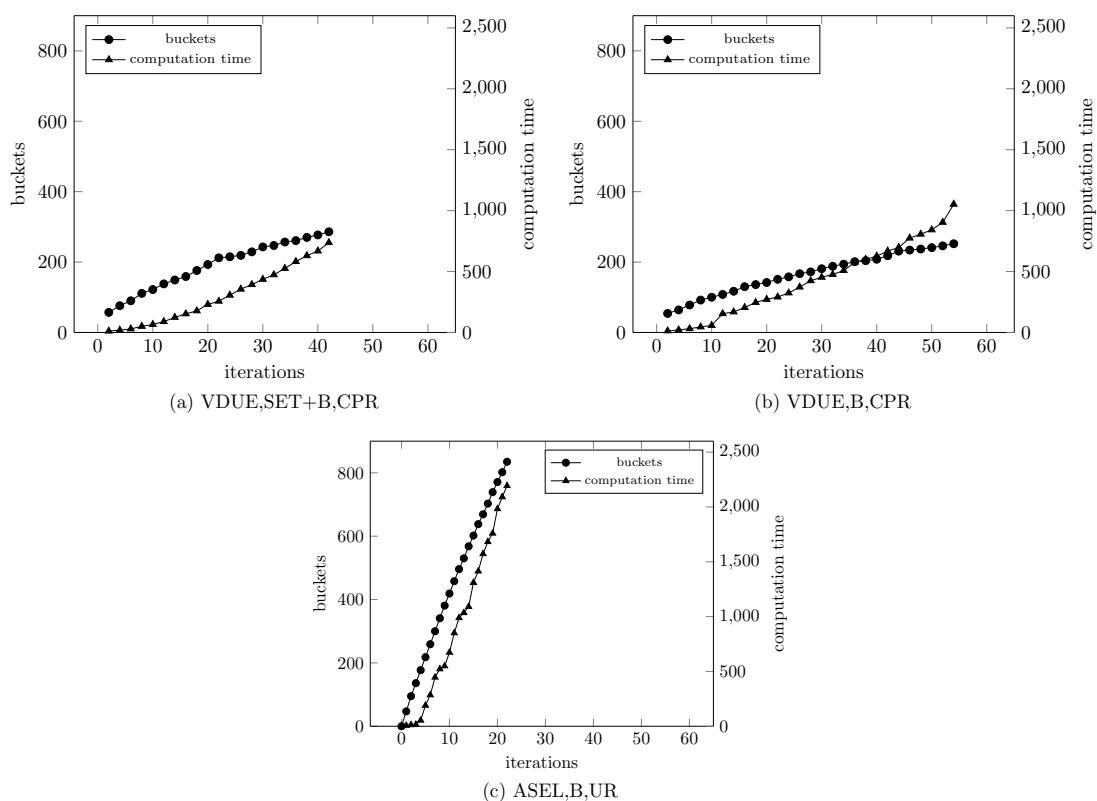 buckets
computation time
0
200
400
600
800
buckets
0
500
1,000
1,500
2,000
2,500
computation time
0 10 20 30 40 50 60
iterations
(a) VDUE,SET+B,CPR
buckets
computation time
0
200
400
600
800
buckets
0
500
1,000
1,500
2,000
2,500
computation time
0 10 20 30 40 50 60
iterations
(b) VDUE,B,CPR
buckets
computation time
0
200
400
600
800
buckets
0
500
1,000
1,500
2,000
2,500
computation time
0 10 20 30 40 50 60
iterations
(c) ASEL,B,UR